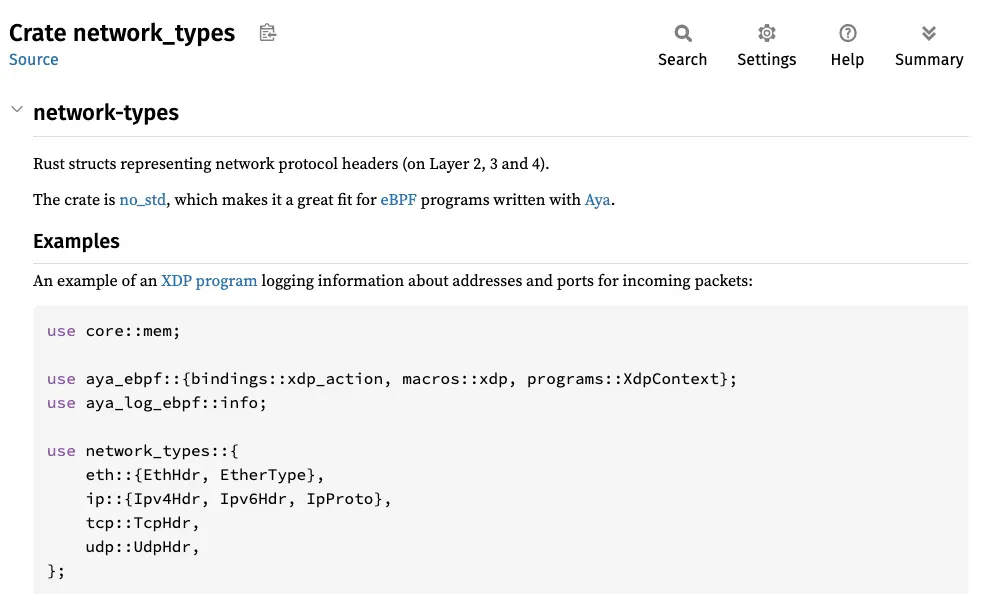 Crate network_types
Source
Search
Settings
Help
Summary
network-types
Rust structs representing network protocol headers (on Layer 2, 3 and 4).
The crate is no_std, which makes it a great fit for eBPF programs written with Aya.
Examples
An example of an XDP program logging information about addresses and ports for incoming packets:
use core::mem;
use aya_ebpf::{bindings::xdp_action, macros::xdp, programs::XdpContext};
use aya_log_ebpf::info;
use network_types::{
    eth::{EthHdr, EtherType},
    ip::{Ipv4Hdr, Ipv6Hdr, IpProto},
    tcp::TcpHdr,
    udp::UdpHdr,
};